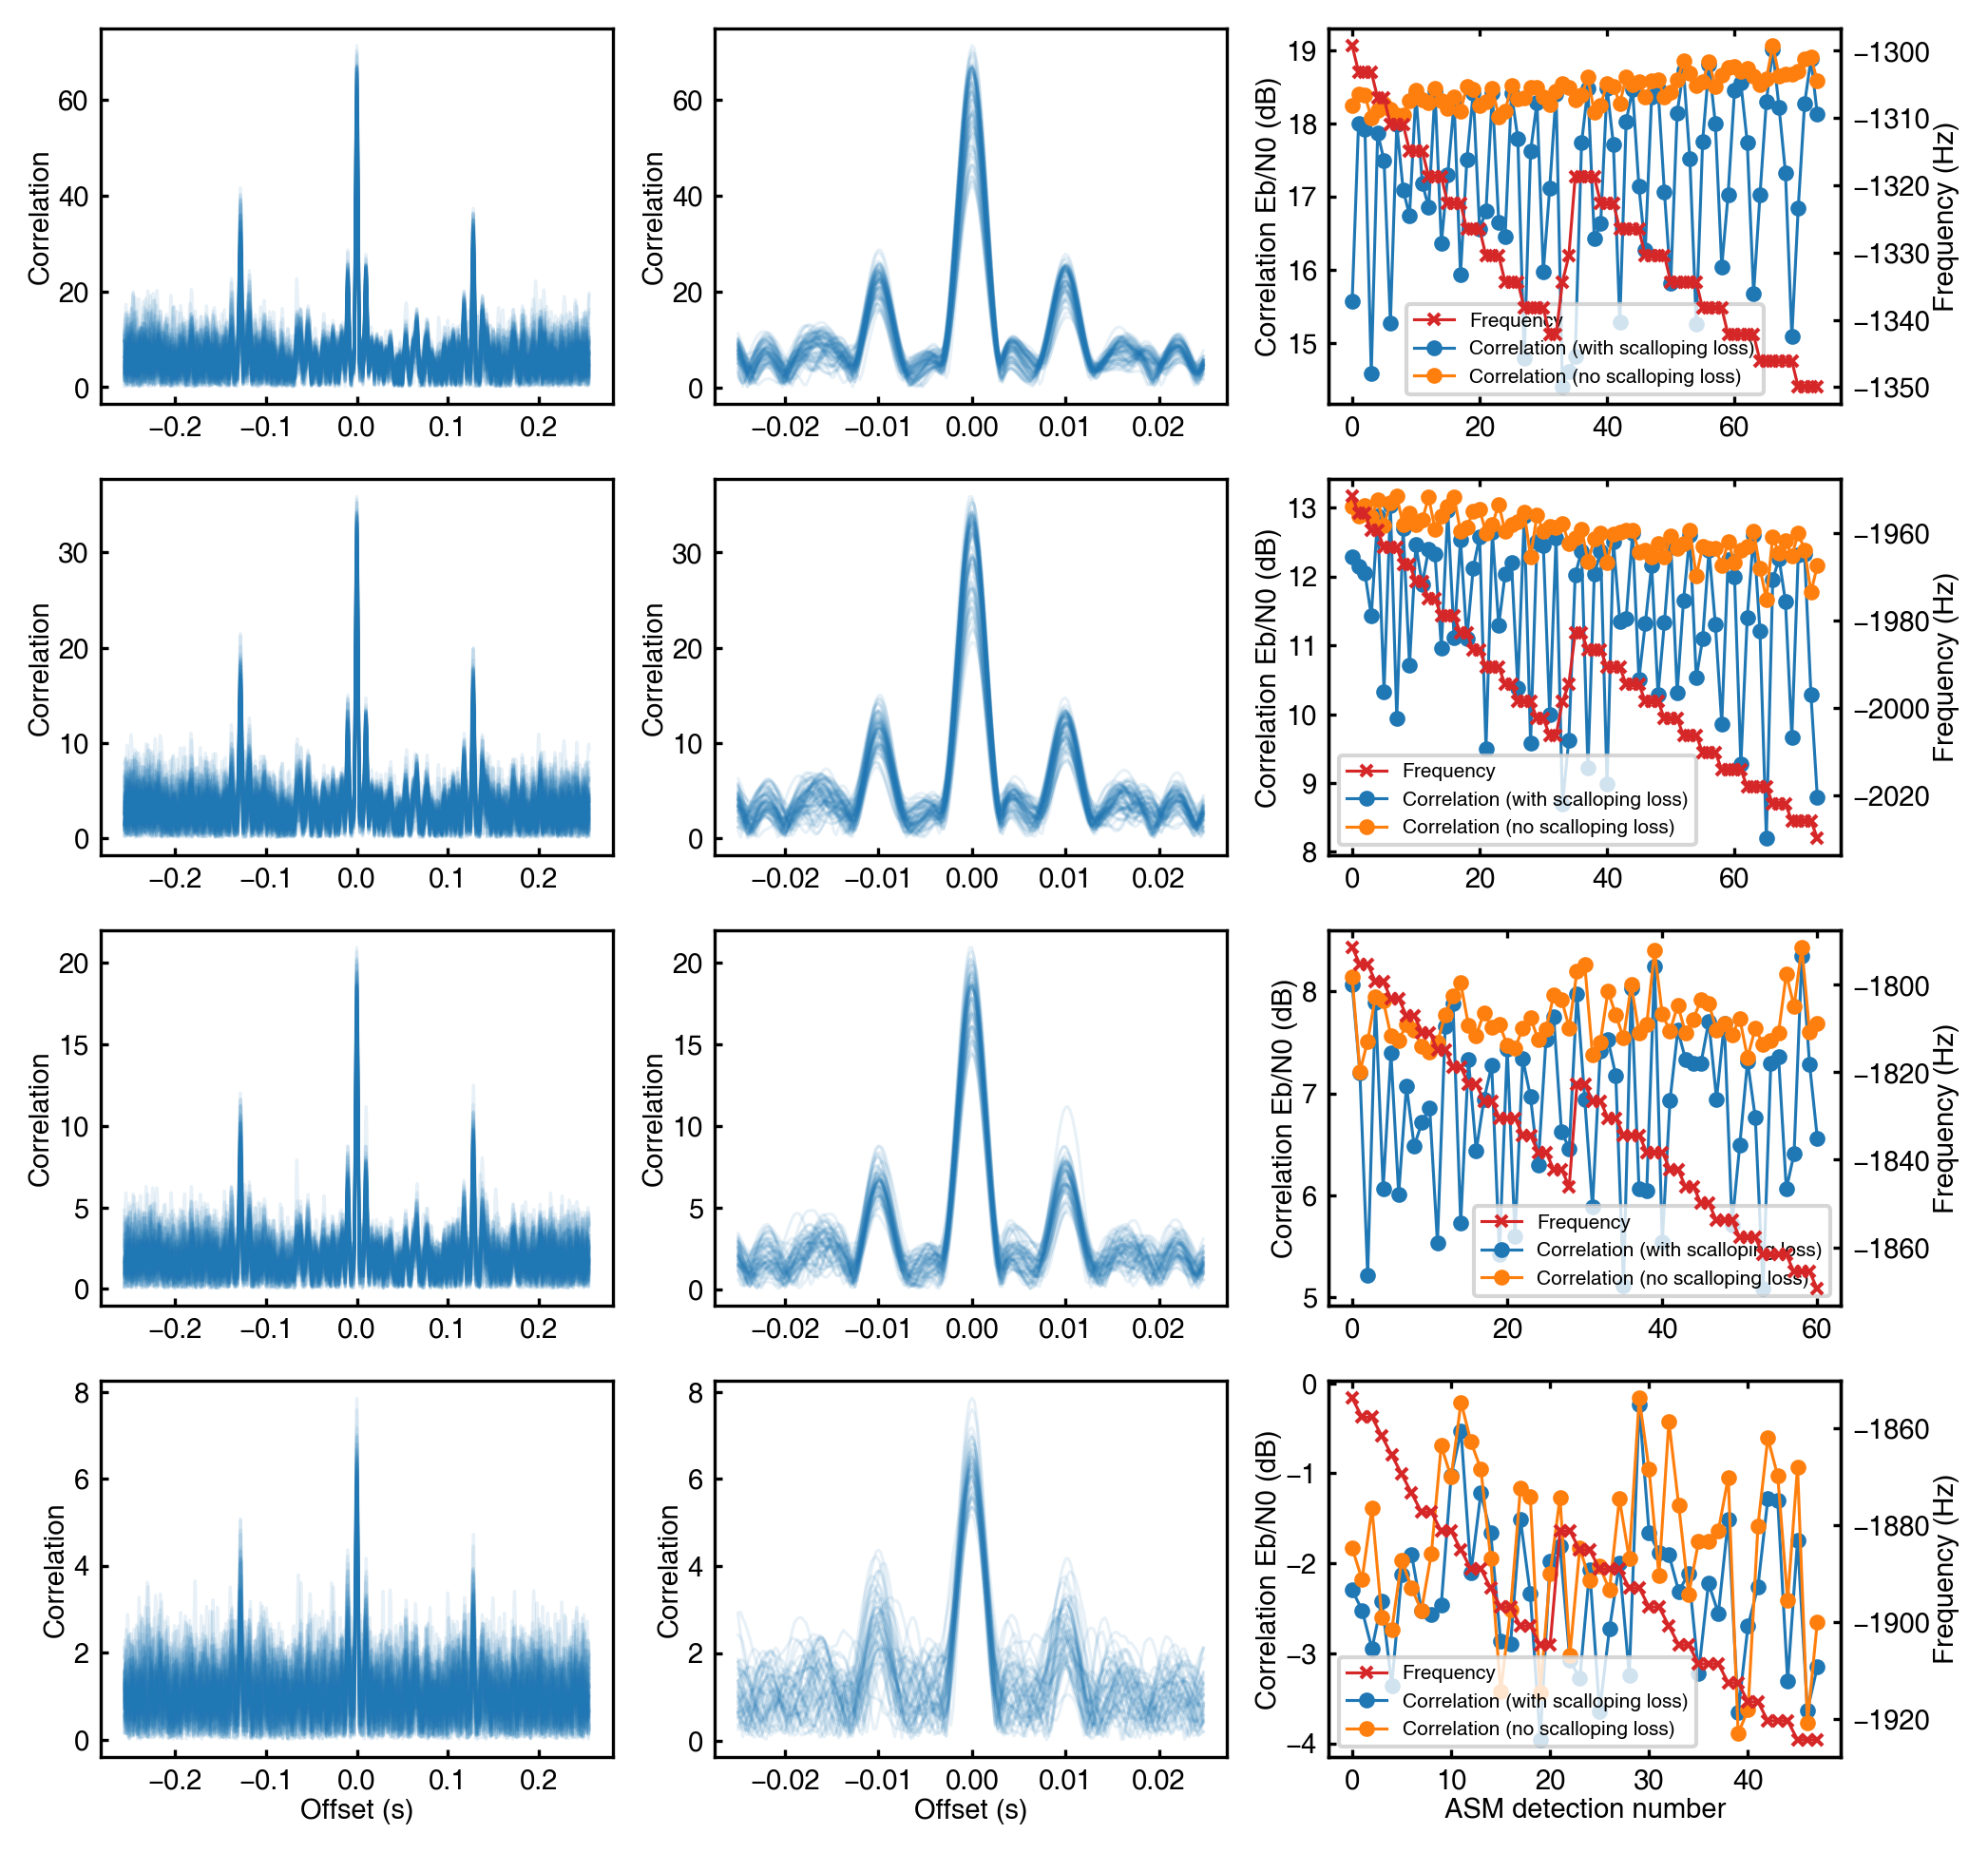 Correlation
60
40
20
0
−0.2 −0.1 0.0 0.1 0.2
Correlation
60
40
20
0
−0.02 −0.01 0.00 0.01 0.02
Correlation Eb/N0 (dB)
19
18
17
16
15
0 20 40 60
Frequency
Correlation (with scalloping loss)
Correlation (no scalloping loss)
−1300
−1310
−1320
−1330
−1340
−1350
Frequency (Hz)
Correlation
30
20
10
0
−0.2 −0.1 0.0 0.1 0.2
Correlation
30
20
10
0
−0.02 −0.01 0.00 0.01 0.02
Correlation Eb/N0 (dB)
13
12
11
10
9
8
0 20 40 60
Frequency
Correlation (with scalloping loss)
Correlation (no scalloping loss)
−1960
−1980
−2000
−2020
Frequency (Hz)
Correlation
20
15
10
5
0
−0.2 −0.1 0.0 0.1 0.2
Correlation
20
15
10
5
0
−0.02 −0.01 0.00 0.01 0.02
Correlation Eb/N0 (dB)
8
7
6
5
0 20 40 60
Frequency
Correlation (with scalloping loss)
Correlation (no scalloping loss)
−1800
−1820
−1840
−1860
Frequency (Hz)
Correlation
8
6
4
2
0
−0.2 −0.1 0.0 0.1 0.2
Offset (s)
Correlation
8
6
4
2
0
−0.02 −0.01 0.00 0.01 0.02
Offset (s)
Correlation Eb/N0 (dB)
0
−1
−2
−3
−4
0 10 20 30 40
ASM detection number
Frequency
Correlation (with scalloping loss)
Correlation (no scalloping loss)
−1860
−1880
−1900
−1920
Frequency (Hz)